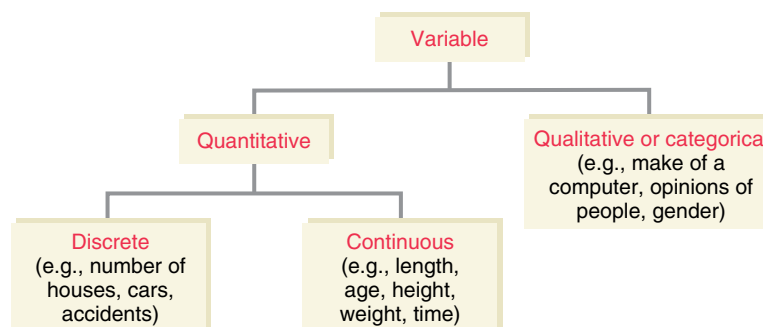 Variable
Quantitative
Qualitative or categorica
(e.g., make of a
computer, opinions of
people, gender)
Discrete
(e.g., number of
houses, cars,
accidents)
Continuous
(e.g., length,
age, height,
weight, time)